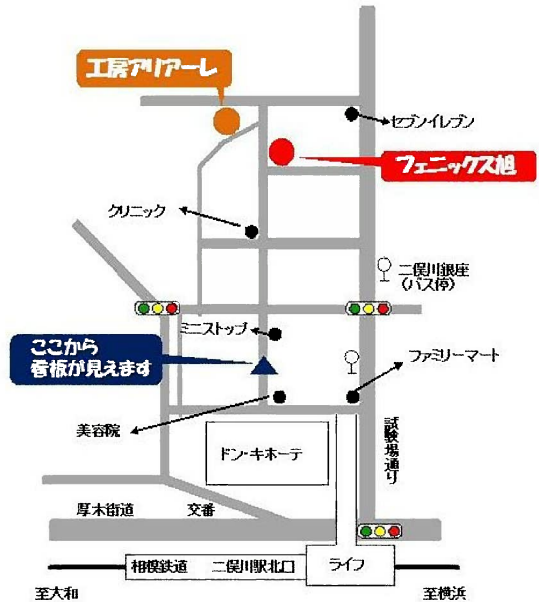 工房アリアーレ
セブンイレブン
フェニックス旭
クリニック
二俣川銀座
(バス停)
ミニストップ
ここから
看板が見えます
ファミリーマート
美容院
ドン・キホーテ
試験場通り
厚木街道
交番
相模鉄道
二俣川駅北口
ライフ
至大和
至横浜